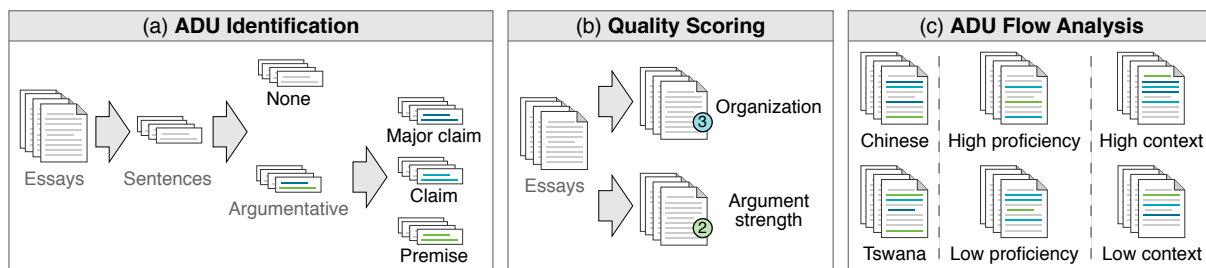 (a) ADU Identification
None
Major claim
Essays
Sentences
Claim
Argumentative
Premise
(b) Quality Scoring
Organization
3
Essays
Argument
strength
2
(c) ADU Flow Analysis
Chinese
High proficiency
High context
Tswana
Low proficiency
Low context